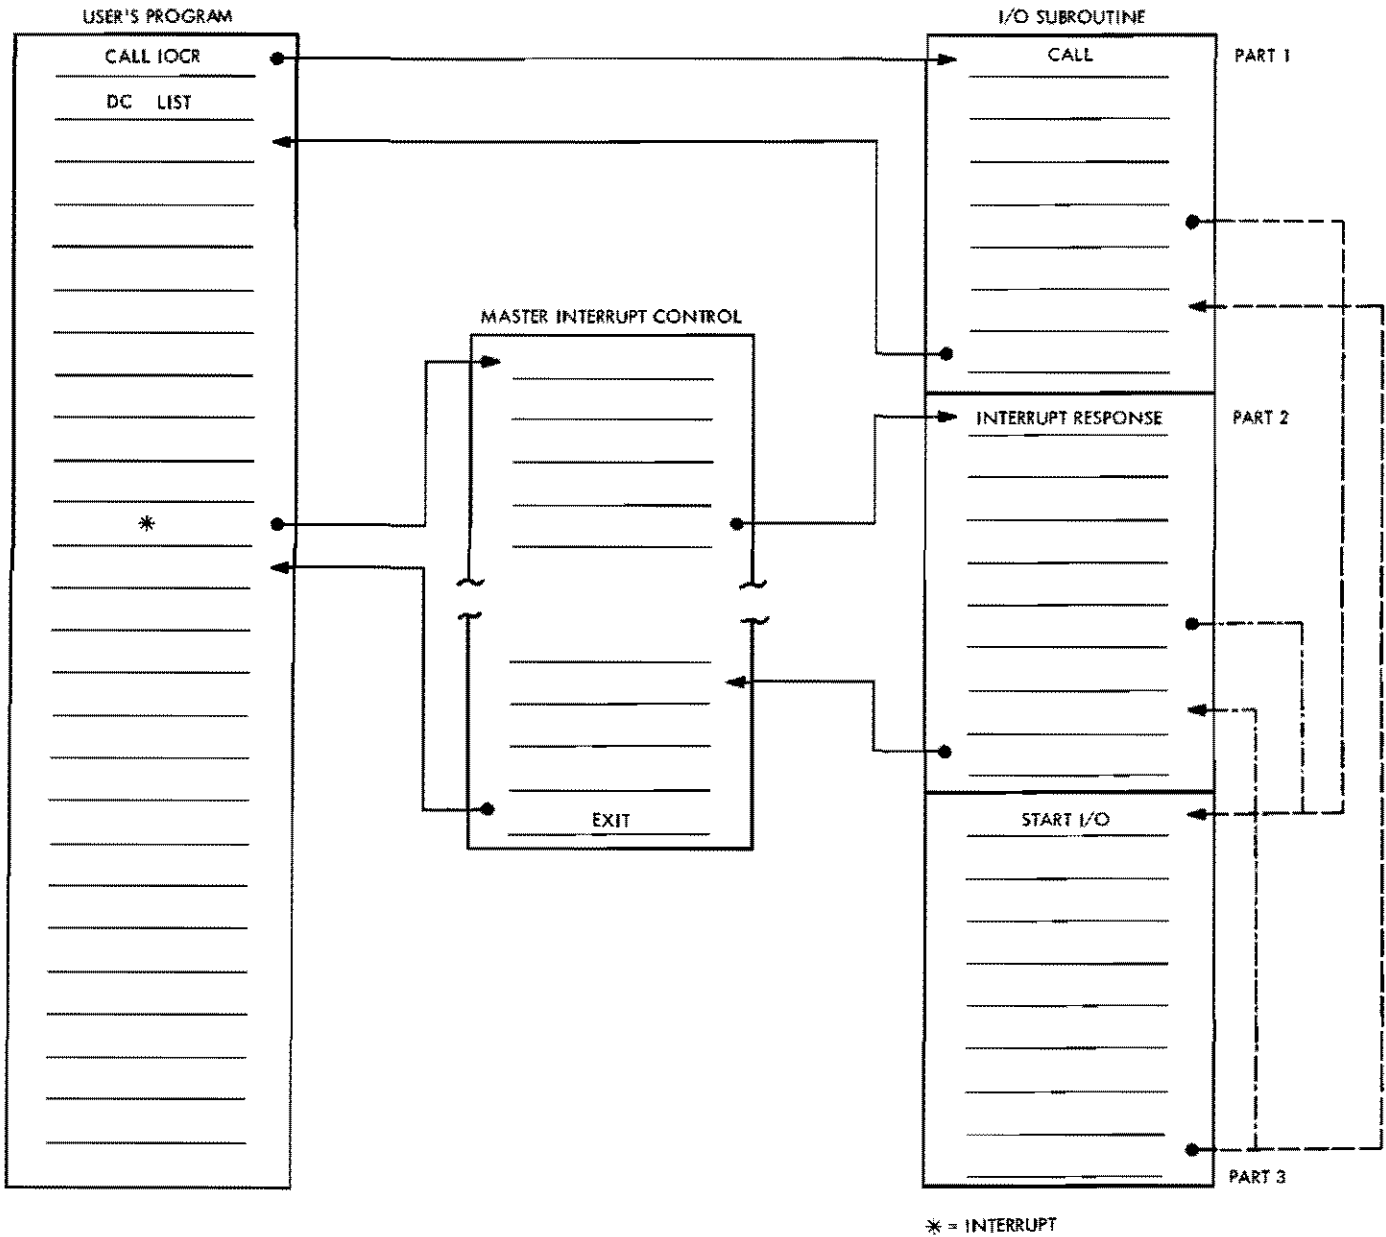 USER'S PROGRAM
CALL IOCR
DC LIST
*
MASTER INTERRUPT CONTROL
EXIT
I/O SUBROUTINE
CALL
PART 1
INTERRUPT RESPONSE
PART 2
START I/O
PART 3
* = INTERRUPT